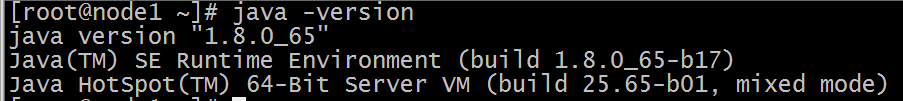 [root@node1 ~]# java -version
java version "1.8.0_65"
Java(TM) SE Runtime Environment (build 1.8.0_65-b17)
Java HotSpot(TM) 64-Bit Server VM (build 25.65-b01, mixed mode)